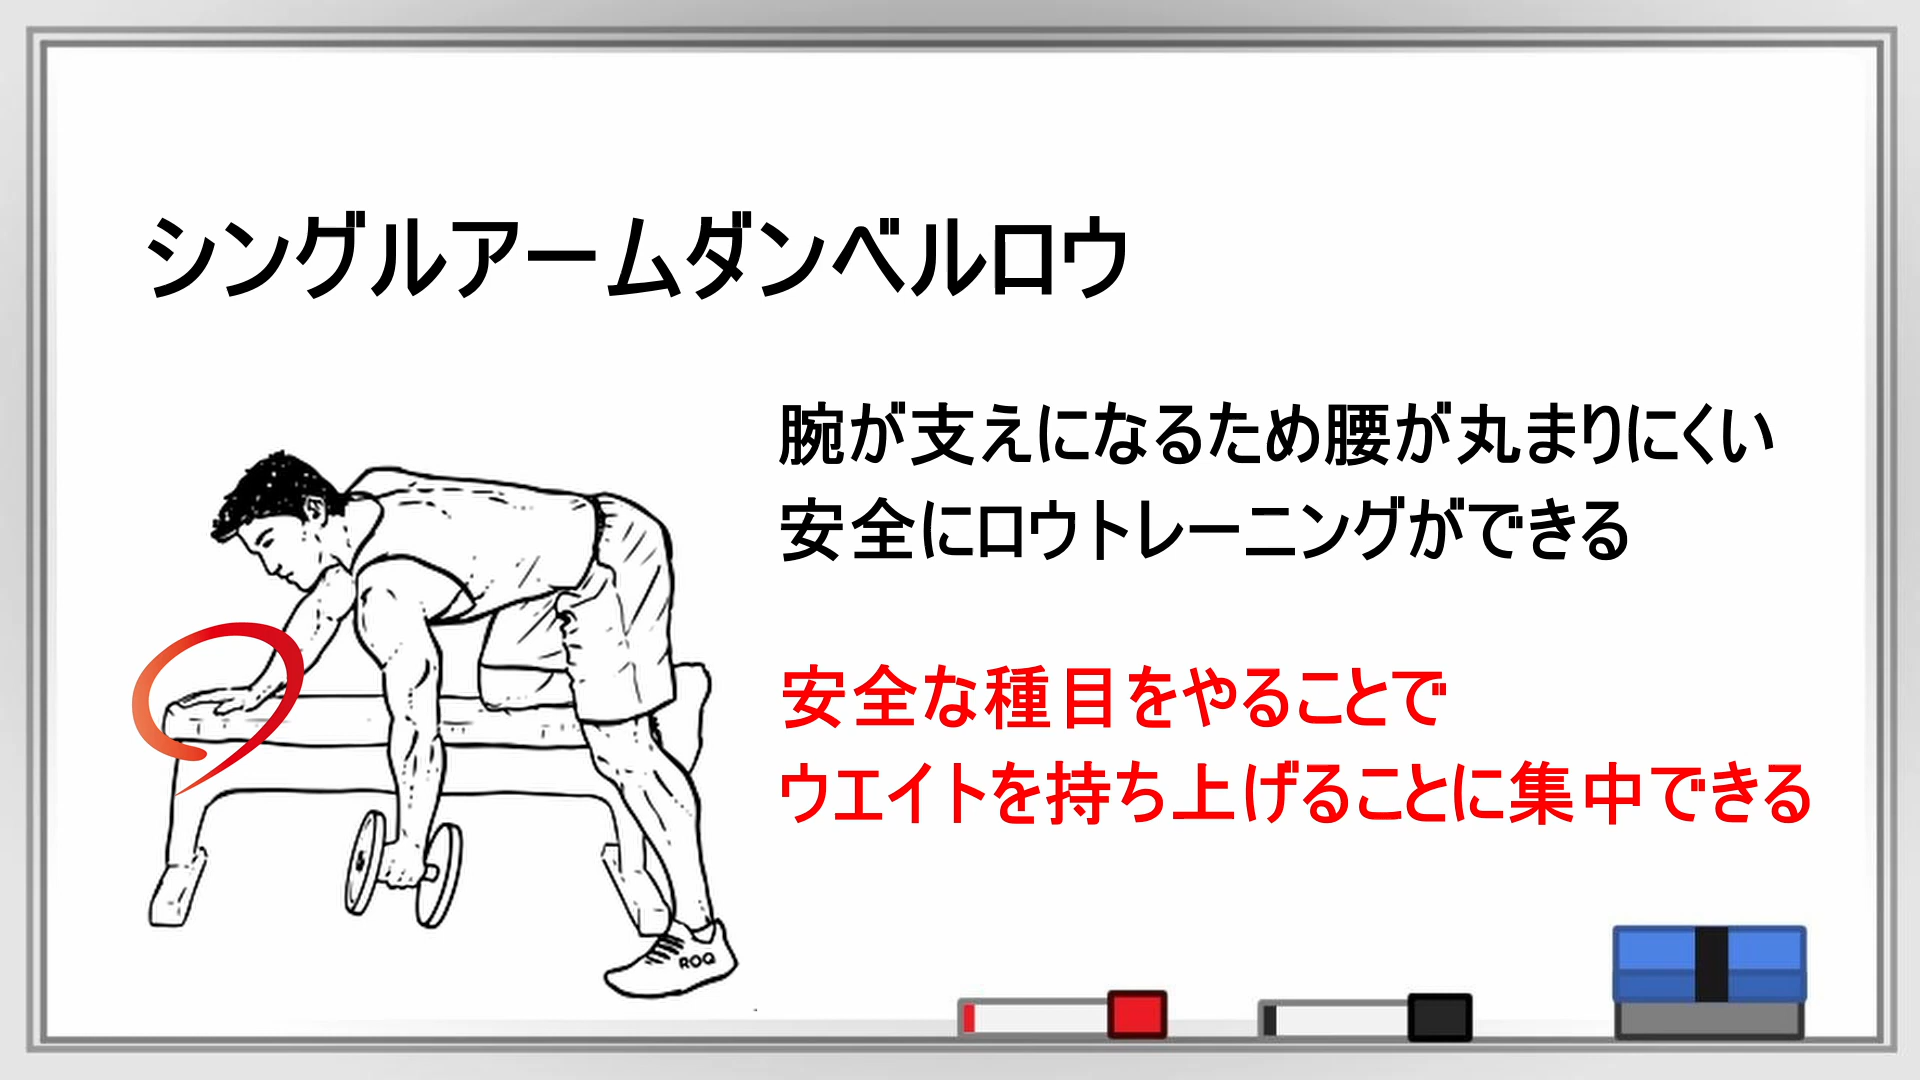 シングルアームダンベルロウ
腕が支えになるため腰が丸まりにくい
安全にロウトレーニングができる
安全な種目をやることで
ウエイトを持ち上げることに集中できる
ROQ